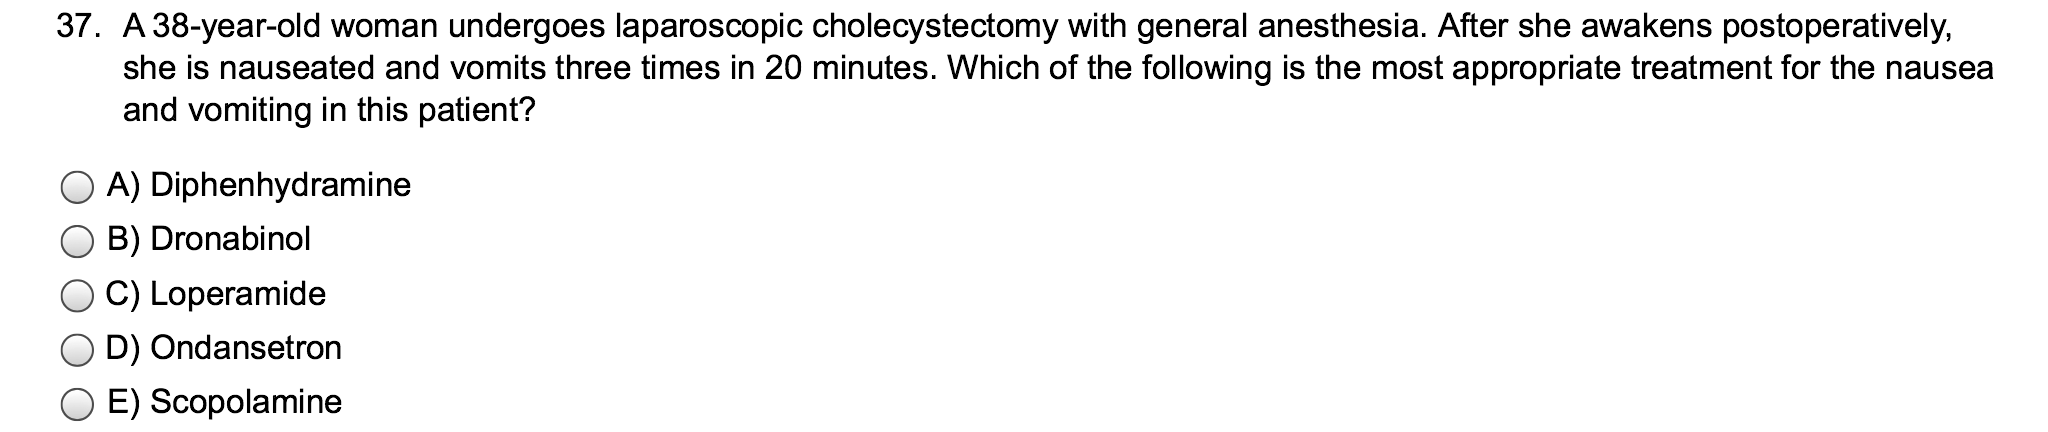 37. A 38-year-old woman undergoes laparoscopic cholecystectomy with general anesthesia. After she awakens postoperatively,
she is nauseated and vomits three times in 20 minutes. Which of the following is the most appropriate treatment for the nausea
and vomiting in this patient?
A) Diphenhydramine
B) Dronabinol
C) Loperamide
D) Ondansetron
E) Scopolamine